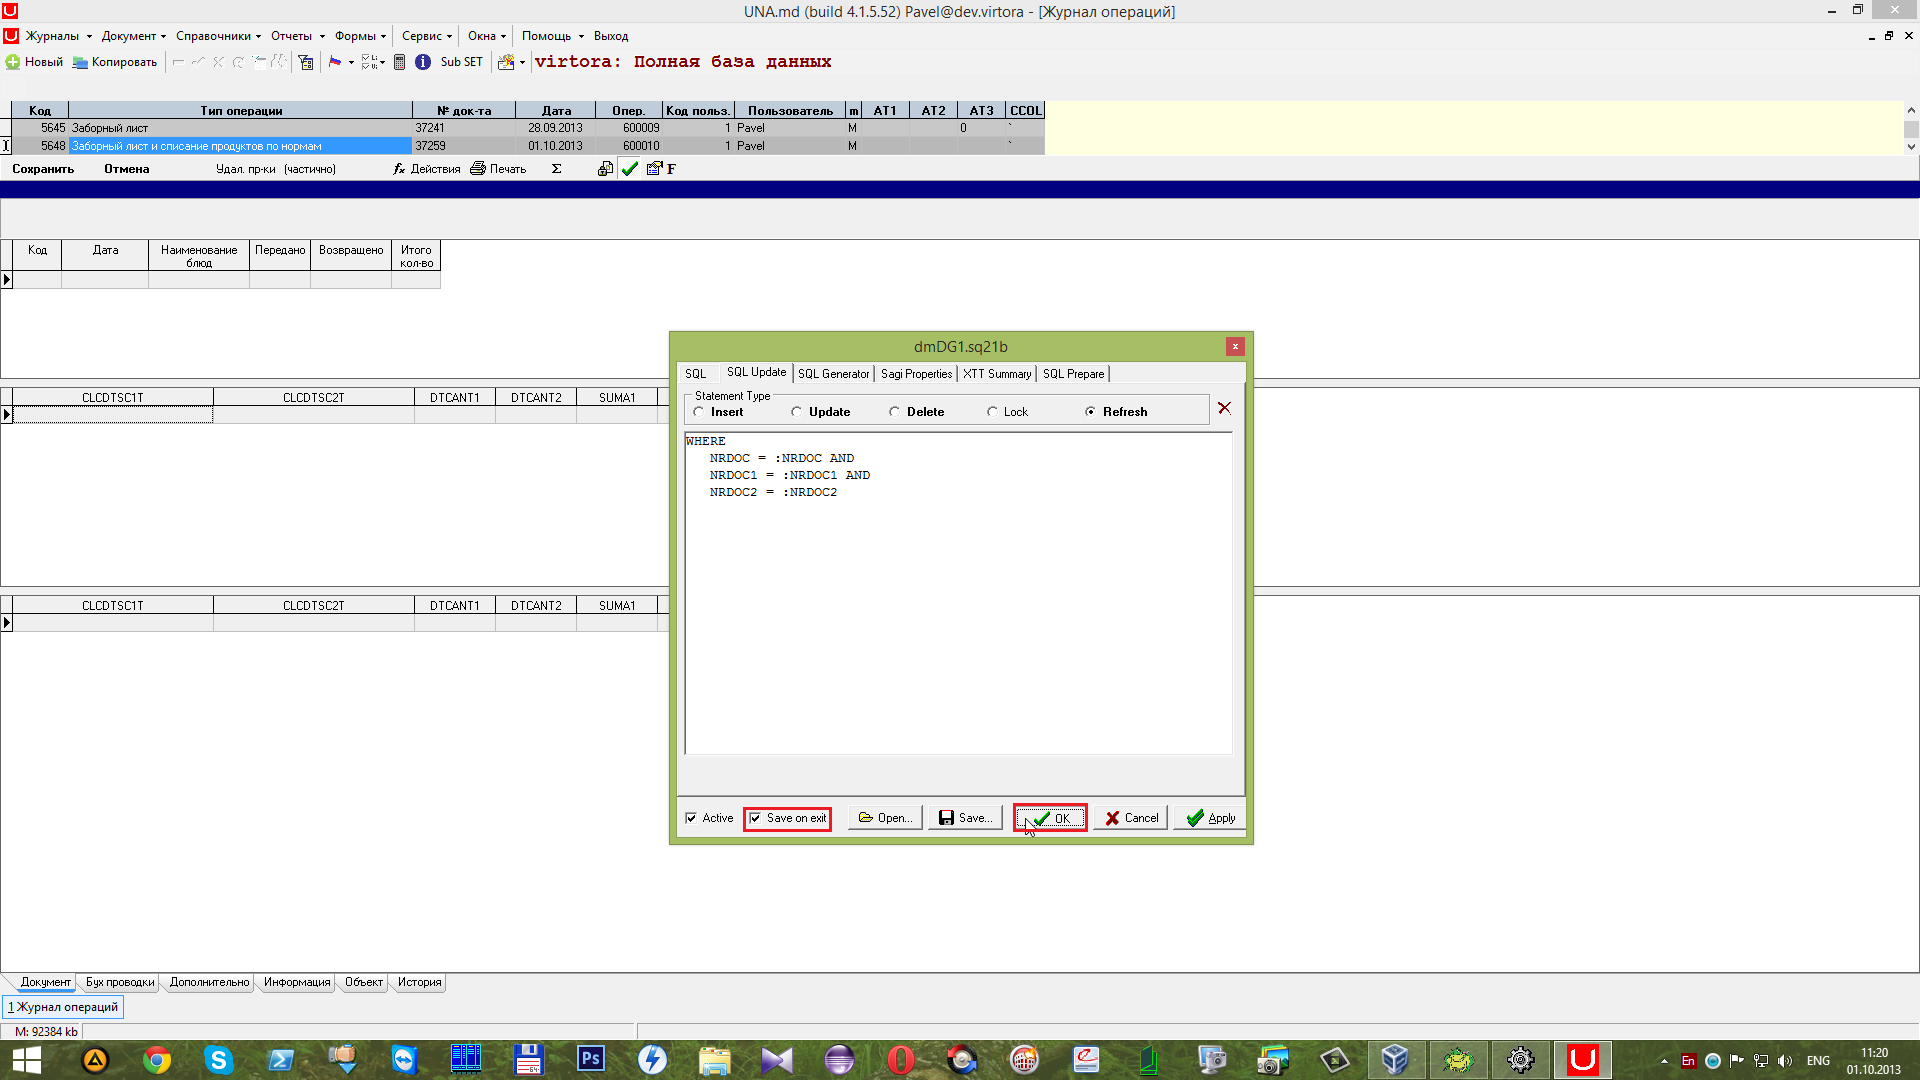 UNA.md (build 4.1.5.52) Pavel@dev.virtora - [Журнал операций]
Журналы Документ Справочники Отчеты Формы Сервис Окна Помощь Выход
Новый Копировать Sub SET virtora: Полная база данных
Код Тип операции № док-та Дата Опер. Код польз. Пользователь m АТ1 АТ2 АТ3 CCOL
5645 Заборный лист 37241 28.09.2013 600009 1 Pavel M 0 `
5648 Заборный лист и списание продуктов по нормам 37259 01.10.2013 600010 1 Pavel M `
Сохранить Отмена Удал. пр-ки (частично) fx Действия Печать Σ F
Код Дата Наименование блюд Передано Возвращено Итого кол-во
dmDG1.sq21b
SQL SQL Update SQL Generator Sagi Properties XTT Summary SQL Prepare
Statement Type
Insert Update Delete Lock Refresh
WHERE
NRDOC = :NRDOC AND
NRDOC1 = :NRDOC1 AND
NRDOC2 = :NRDOC2
Active Save on exit Open... Save... OK Cancel Apply
CLCDTSC1T CLCDTSC2T DTCANT1 DTCANT2 SUMA1
CLCDTSC1T CLCDTSC2T DTCANT1 DTCANT2 SUMA1
Документ Бух проводки Дополнительно Информация Объект История
1 Журнал операций
M: 92384 kb
64 Ps En ENG 11:20
01.10.2013